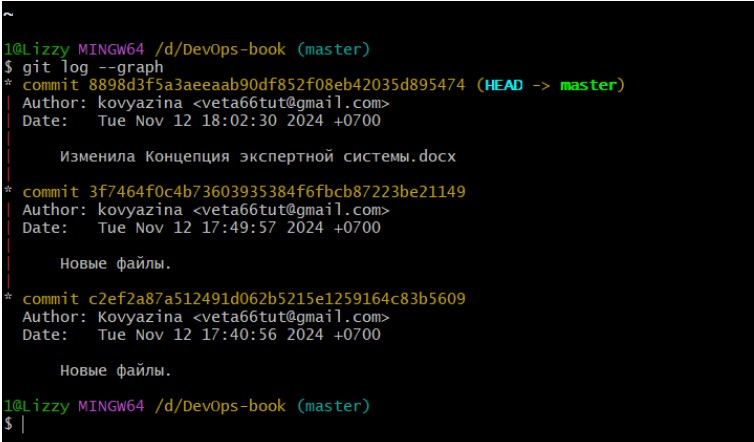 ~
1@Lizzy MINGW64 /d/DevOps-book (master)
$ git log --graph
* commit 8898d3f5a3aeeaab90df852f08eb42035d895474 (HEAD -> master)
| Author: kovyazina <veta66tut@gmail.com>
| Date:   Tue Nov 12 18:02:30 2024 +0700
|
|     Изменила Концепция экспертной системы.docx
|
* commit 3f7464f0c4b73603935384f6fbcb87223be21149
| Author: kovyazina <veta66tut@gmail.com>
| Date:   Tue Nov 12 17:49:57 2024 +0700
|
|     Новые файлы.
|
* commit c2ef2a87a512491d062b5215e1259164c83b5609
  Author: Kovyazina <veta66tut@gmail.com>
  Date:   Tue Nov 12 17:40:56 2024 +0700

      Новые файлы.

1@Lizzy MINGW64 /d/DevOps-book (master)
$